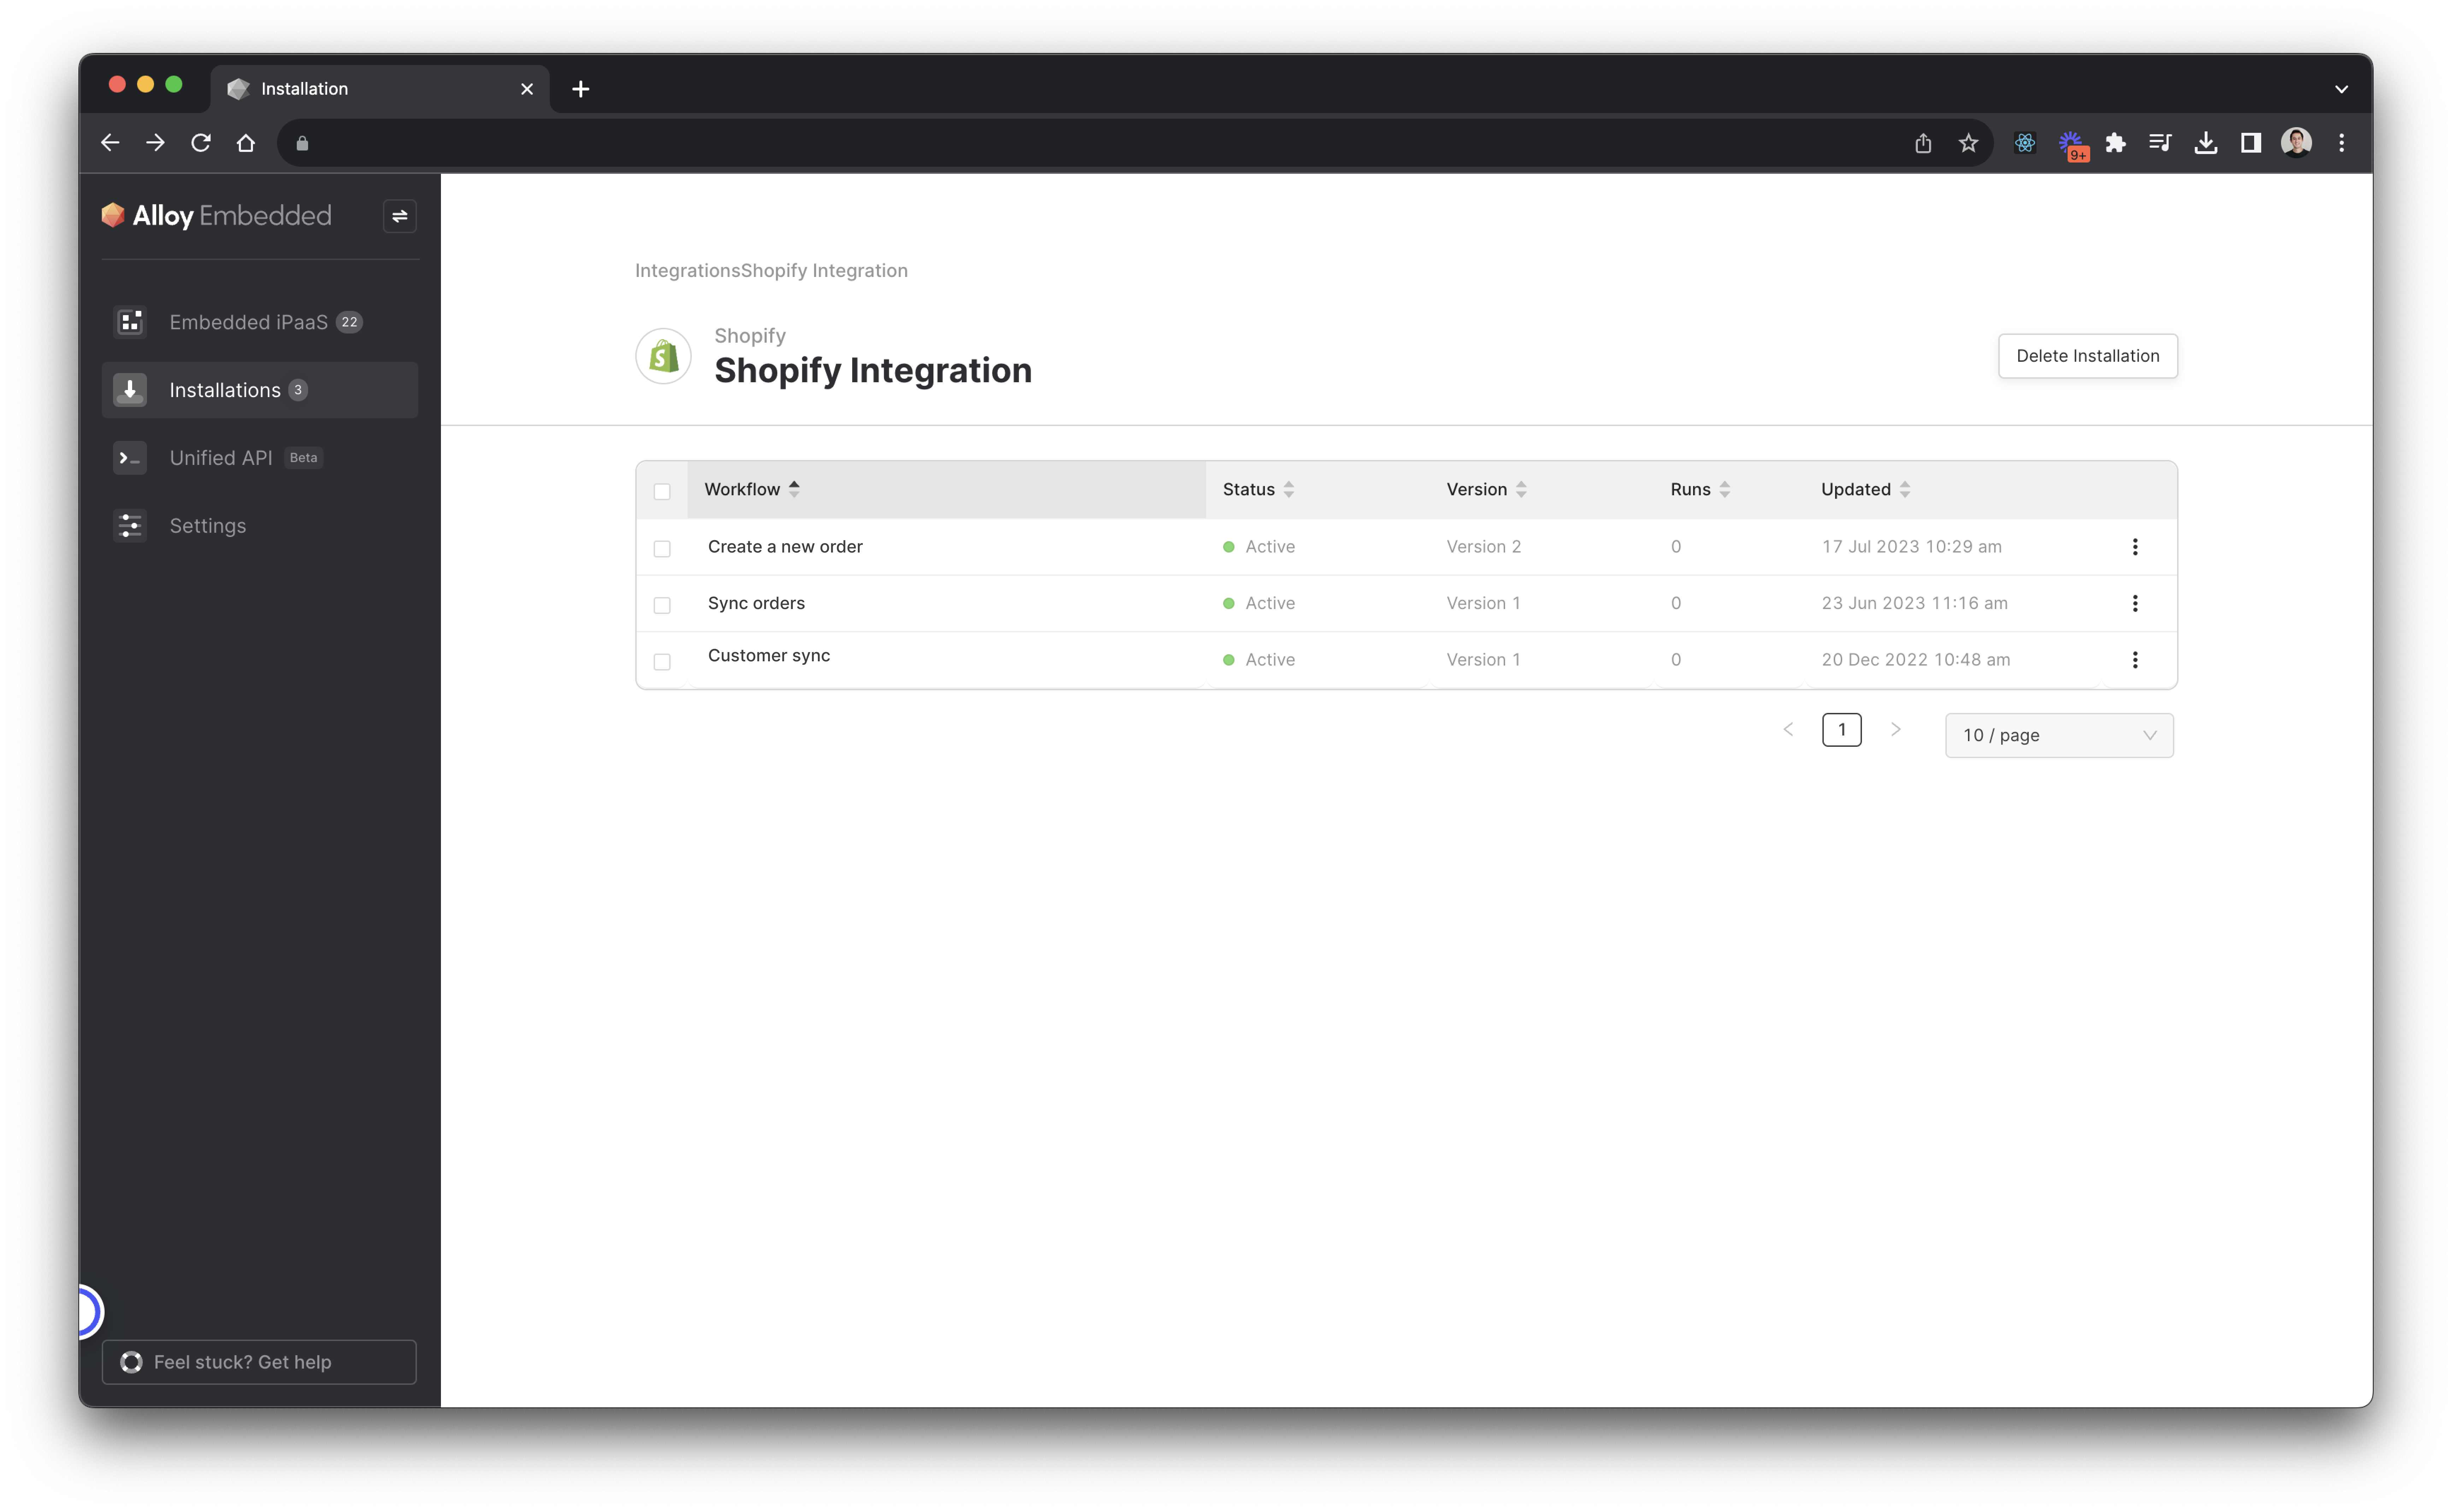 Installation
9+
Alloy Embedded
Embedded iPaaS 22
Installations 3
Unified API Beta
Settings
Feel stuck? Get help
IntegrationsShopify Integration
Shopify
Shopify Integration
Delete Installation
Workflow Status Version Runs Updated
Create a new order Active Version 2 0 17 Jul 2023 10:29 am
Sync orders Active Version 1 0 23 Jun 2023 11:16 am
Customer sync Active Version 1 0 20 Dec 2022 10:48 am
1 10 / page